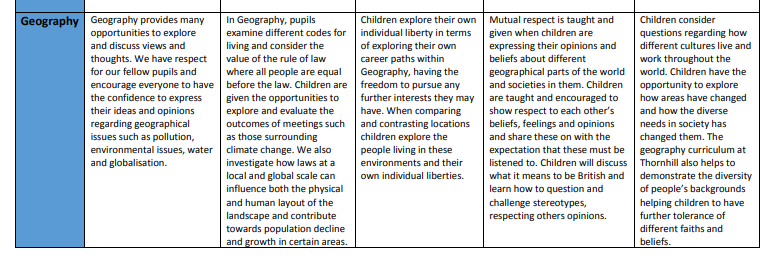 Geography
Geography provides many
opportunities to explore
and discuss views and
thoughts. We have respect
for our fellow pupils and
encourage everyone to have
the confidence to express
their ideas and opinions
regarding geographical
issues such as pollution,
environmental issues, water
and globalisation.
In Geography, pupils
examine different codes for
living and consider the
value of the rule of law
where all people are equal
before the law. Children are
given the opportunities to
explore and evaluate the
outcomes of meetings such
as those surrounding
climate change. We also
investigate how laws at a
local and global scale can
influence both the physical
and human layout of the
landscape and contribute
towards population decline
and growth in certain areas.
Children explore their own
individual liberty in terms
of exploring their own
career paths within
Geography, having the
freedom to pursue any
further interests they may
have. When comparing
and contrasting locations
children explore the
people living in these
environments and their
own individual liberties.
Mutual respect is taught and
given when children are
expressing their opinions and
beliefs about different
geographical parts of the world
and societies in them. Children
are taught and encouraged to
show respect to each other's
beliefs, feelings and opinions
and share these on with the
expectation that these must be
listened to. Children will discuss
what it means to be British and
learn how to question and
challenge stereotypes,
respecting others opinions.
Children consider
questions regarding how
different cultures live and
work throughout the
world. Children have the
opportunity to explore
how areas have changed
and how the diverse
needs in society has
changed them. The
geography curriculum at
Thornhill also helps to
demonstrate the diversity
of people's backgrounds
helping children to have
further tolerance of
different faiths and
beliefs.